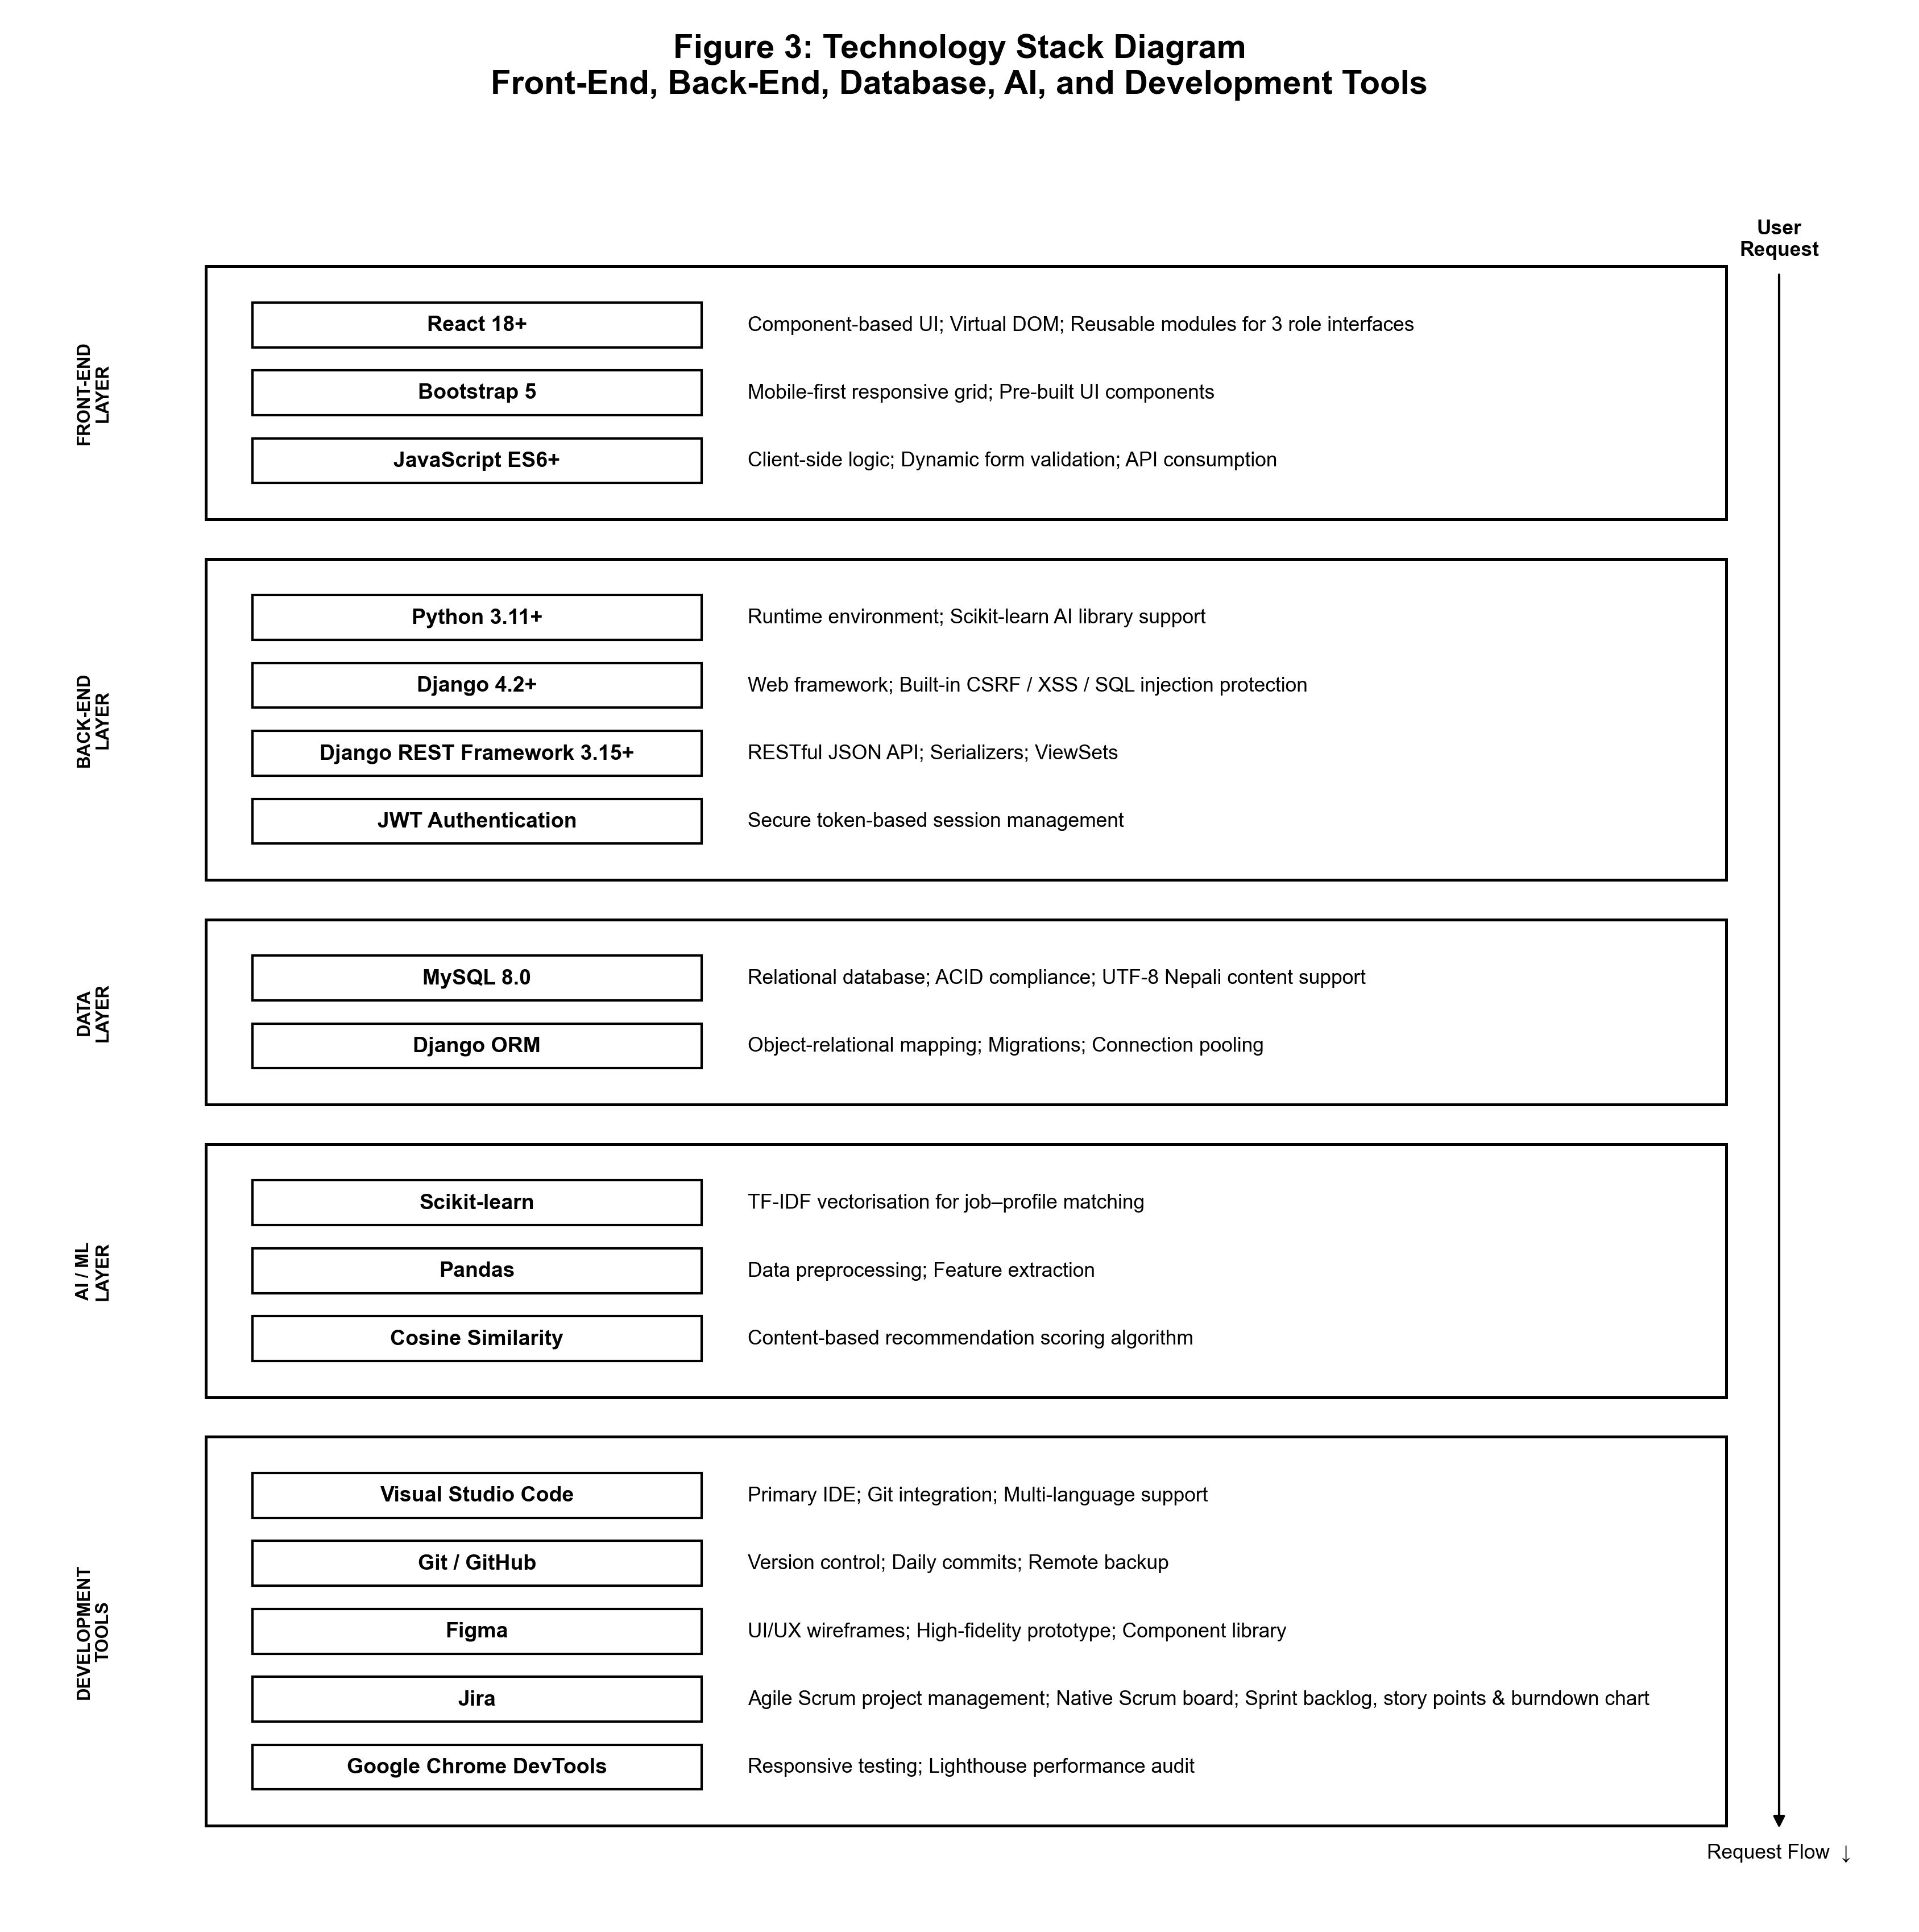 Figure 3: Technology Stack Diagram
Front-End, Back-End, Database, AI, and Development Tools
User
Request
FRONT-END
LAYER
React 18+
Component-based UI; Virtual DOM; Reusable modules for 3 role interfaces
Bootstrap 5
Mobile-first responsive grid; Pre-built UI components
JavaScript ES6+
Client-side logic; Dynamic form validation; API consumption
BACK-END
LAYER
Python 3.11+
Runtime environment; Scikit-learn AI library support
Django 4.2+
Web framework; Built-in CSRF / XSS / SQL injection protection
Django REST Framework 3.15+
RESTful JSON API; Serializers; ViewSets
JWT Authentication
Secure token-based session management
DATA
LAYER
MySQL 8.0
Relational database; ACID compliance; UTF-8 Nepali content support
Django ORM
Object-relational mapping; Migrations; Connection pooling
AI / ML
LAYER
Scikit-learn
TF-IDF vectorisation for job–profile matching
Pandas
Data preprocessing; Feature extraction
Cosine Similarity
Content-based recommendation scoring algorithm
DEVELOPMENT
TOOLS
Visual Studio Code
Primary IDE; Git integration; Multi-language support
Git / GitHub
Version control; Daily commits; Remote backup
Figma
UI/UX wireframes; High-fidelity prototype; Component library
Jira
Agile Scrum project management; Native Scrum board; Sprint backlog, story points & burndown chart
Google Chrome DevTools
Responsive testing; Lighthouse performance audit
Request Flow ↓